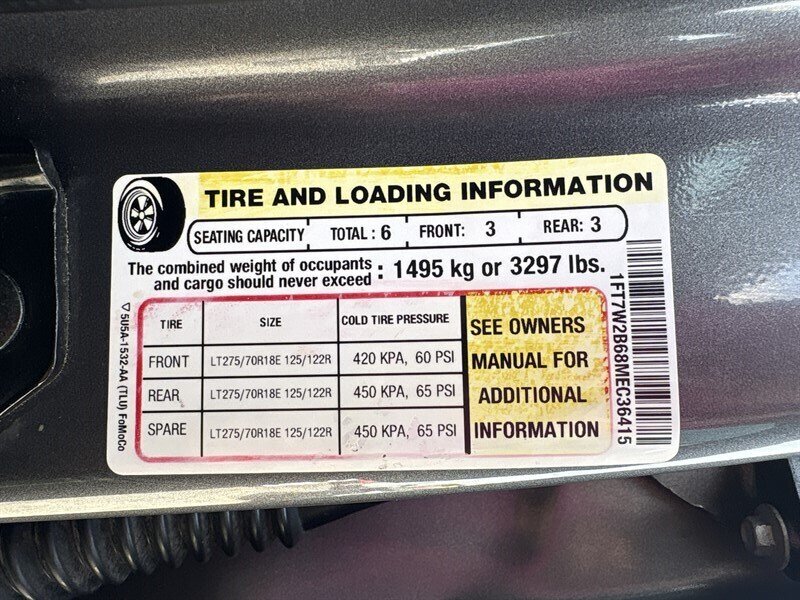 TIRE AND LOADING INFORMATION
SEATING CAPACITY TOTAL : 6 FRONT: 3 REAR: 3
The combined weight of occupants and cargo should never exceed : 1495 kg or 3297 lbs.
TIRE SIZE COLD TIRE PRESSURE
FRONT LT275/70R18E 125/122R 420 KPA, 60 PSI
REAR LT275/70R18E 125/122R 450 KPA, 65 PSI
SPARE LT275/70R18E 125/122R 450 KPA, 65 PSI
SEE OWNERS
MANUAL FOR
ADDITIONAL
INFORMATION
1FT7W2B68MEC36415
5U5A-1532-AA (TLU) FoMoCo